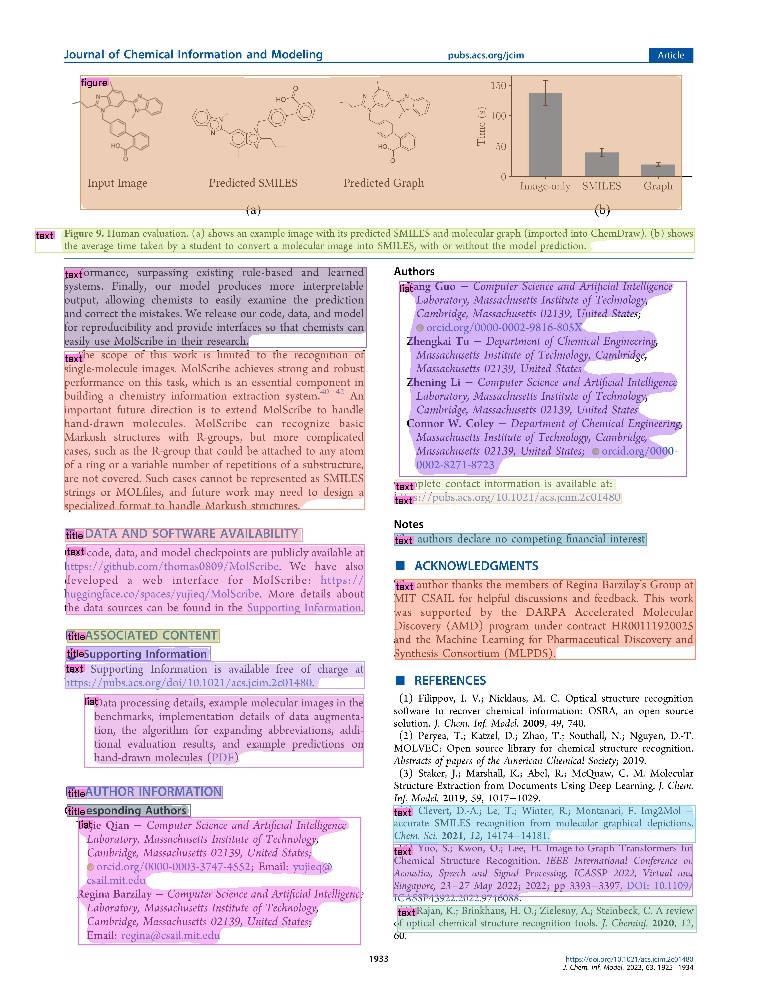 Journal of Chemical Information and Modeling
pubs.acs.org/jcim
Article
figure
Input Image
Predicted SMILES
Predicted Graph
(a)
Time (s)
150
100
50
0
Image-only
SMILES
Graph
(b)
text
Figure 9. Human evaluation. (a) shows an example image with its predicted SMILES and molecular graph (imported into ChemDraw). (b) shows
the average time taken by a student to convert a molecular image into SMILES, with or without the model prediction.
text ormance, surpassing existing rule-based and learned
systems. Finally, our model produces more interpretable
output, allowing chemists to easily examine the prediction
and correct the mistakes. We release our code, data, and model
for reproducibility and provide interfaces so that chemists can
easily use MolScribe in their research.
text he scope of this work is limited to the recognition of
single-molecule images. MolScribe achieves strong and robust
performance on this task, which is an essential component in
building a chemistry information extraction system.40−42 An
important future direction is to extend MolScribe to handle
hand-drawn molecules. MolScribe can recognize basic
Markush structures with R-groups, but more complicated
cases, such as the R-group that could be attached to any atom
of a ring or a variable number of repetitions of a substructure,
are not covered. Such cases cannot be represented as SMILES
strings or MOLfiles, and future work may need to design a
specialized format to handle Markush structures.
title DATA AND SOFTWARE AVAILABILITY
text code, data, and model checkpoints are publicly available at
https://github.com/thomas0809/MolScribe. We have also
developed a web interface for MolScribe: https://
huggingface.co/spaces/yujieq/MolScribe. More details about
the data sources can be found in the Supporting Information.
title ASSOCIATED CONTENT
title Supporting Information
text Supporting Information is available free of charge at
https://pubs.acs.org/doi/10.1021/acs.jcim.2c01480.
list Data processing details, example molecular images in the
benchmarks, implementation details of data augmenta-
tion, the algorithm for expanding abbreviations, addi-
tional evaluation results, and example predictions on
hand-drawn molecules (PDF)
title AUTHOR INFORMATION
title esponding Authors
list ie Qian − Computer Science and Artificial Intelligence
Laboratory, Massachusetts Institute of Technology,
Cambridge, Massachusetts 02139, United States;
orcid.org/0000-0003-3747-4552; Email: yujieq@
csail.mit.edu
Regina Barzilay − Computer Science and Artificial Intelligence
Laboratory, Massachusetts Institute of Technology,
Cambridge, Massachusetts 02139, United States;
Email: regina@csail.mit.edu
Authors
list ang Guo − Computer Science and Artificial Intelligence
Laboratory, Massachusetts Institute of Technology,
Cambridge, Massachusetts 02139, United States;
orcid.org/0000-0002-9816-805X
Zhengkai Tu − Department of Chemical Engineering,
Massachusetts Institute of Technology, Cambridge,
Massachusetts 02139, United States
Zhening Li − Computer Science and Artificial Intelligence
Laboratory, Massachusetts Institute of Technology,
Cambridge, Massachusetts 02139, United States
Connor W. Coley − Department of Chemical Engineering,
Massachusetts Institute of Technology, Cambridge,
Massachusetts 02139, United States; orcid.org/0000-
0002-8271-8723
text plete contact information is available at:
text s://pubs.acs.org/10.1021/acs.jcim.2c01480
Notes
text authors declare no competing financial interest
ACKNOWLEDGMENTS
text author thanks the members of Regina Barzilay's Group at
MIT CSAIL for helpful discussions and feedback. This work
was supported by the DARPA Accelerated Molecular
Discovery (AMD) program under contract HR00111920025
and the Machine Learning for Pharmaceutical Discovery and
Synthesis Consortium (MLPDS).
REFERENCES
(1) Filippov, I. V.; Nicklaus, M. C. Optical structure recognition
software to recover chemical information: OSRA, an open source
solution. J. Chem. Inf. Model. 2009, 49, 740.
(2) Peryea, T.; Katzel, D.; Zhao, T.; Southall, N.; Nguyen, D.-T.
MOLVEC: Open source library for chemical structure recognition.
Abstracts of papers of the American Chemical Society; 2019.
(3) Staker, J.; Marshall, K.; Abel, R.; McQuaw, C. M. Molecular
Structure Extraction from Documents Using Deep Learning. J. Chem.
Inf. Model. 2019, 59, 1017−1029.
text Clevert, D.-A.; Le, T.; Winter, R.; Montanari, F. Img2Mol −
accurate SMILES recognition from molecular graphical depictions.
Chem. Sci. 2021, 12, 14174−14181.
text Yoo, S.; Kwon, O.; Lee, H. Image-to-Graph Transformers for
Chemical Structure Recognition. IEEE International Conference on
Acoustics, Speech and Signal Processing, ICASSP 2022, Virtual and
Singapore, 23−27 May 2022; 2022; pp 3393−3397, DOI: 10.1109/
ICASSP43922.2022.9746088.
text Rajan, K.; Brinkhaus, H. O.; Zielesny, A.; Steinbeck, C. A review
of optical chemical structure recognition tools. J. Cheminf. 2020, 12,
60.
1933
https://doi.org/10.1021/acs.jcim.2c01480
J. Chem. Inf. Model. 2023, 63, 1925−1934